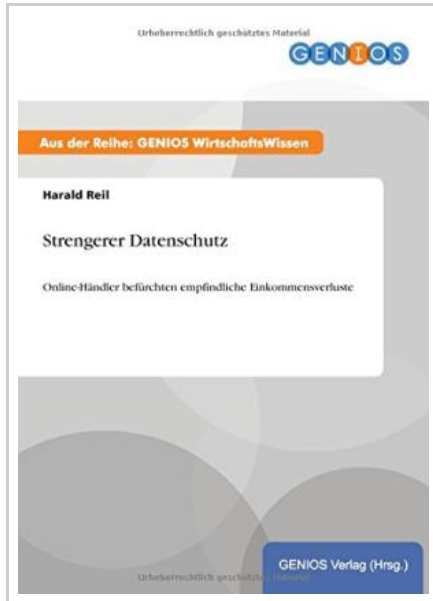 Urheberrechtlich geschütztes Material
GENIOS
Aus der Reihe: GENIOS WirtschaftsWissen
Harald Reil
Strengerer Datenschutz
Online-Händler befürchten empfindliche Einkommensverluste
GENIOS Verlag (Hrsg.)
Urheberrechtlich geschütztes Material